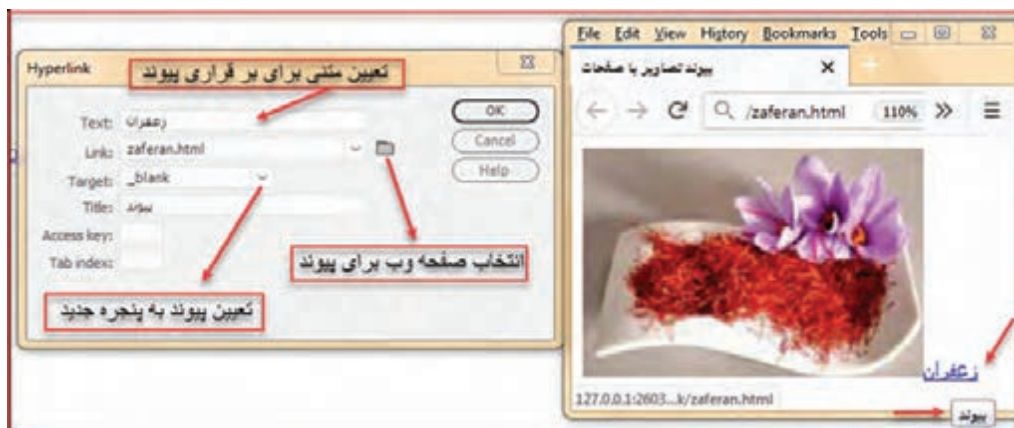 Hyperlink
تعیین متنی برای بر قراری پیوند
Text: زعفران
Link: zaferan.html
Target: _blank
Title: پیوند
Access key:
Tab index:
OK
Cancel
Help
انتخاب صفحه وب برای پیوند
تعیین پیوند به پنجره جدید
File Edit View History Bookmarks Tools
پیوند تصاویر با صفحات
/zaferan.html 110%
زعفران
127.0.0.1:2603...k/zaferan.html
پیوند